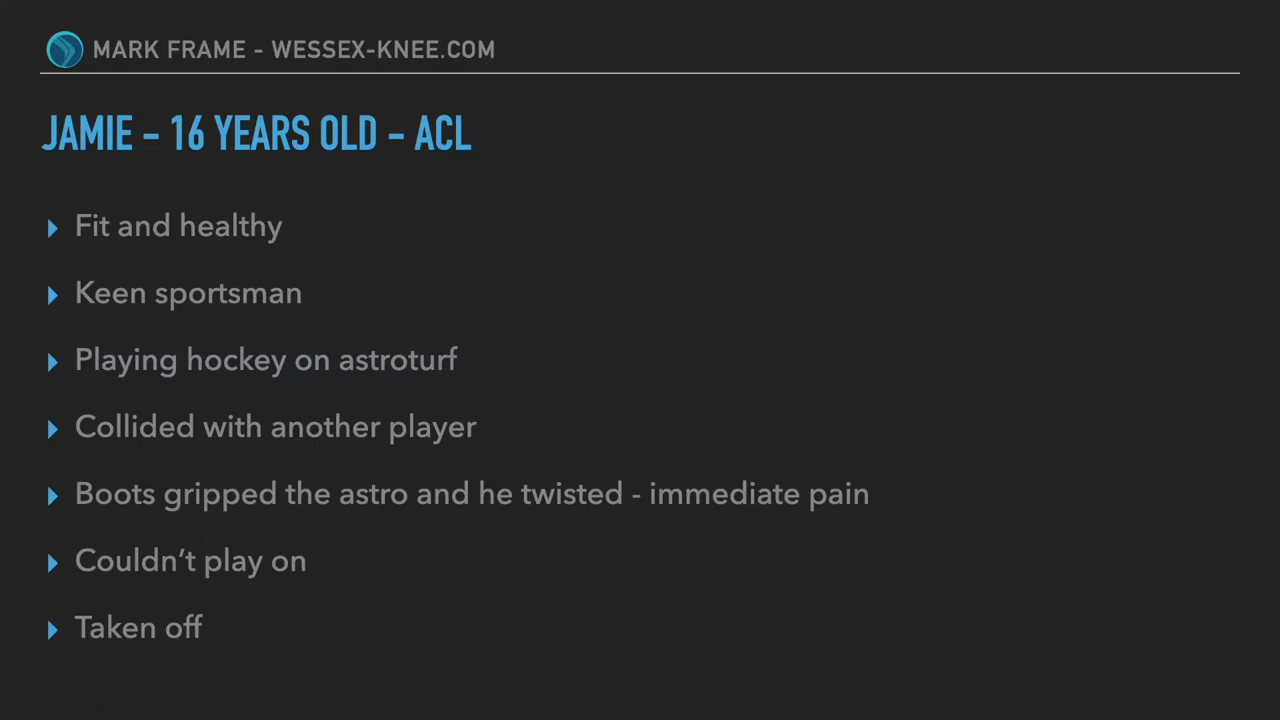 MARK FRAME - WESSEX-KNEE.COM
JAMIE - 16 YEARS OLD - ACL
Fit and healthy
Keen sportsman
Playing hockey on astroturf
Collided with another player
Boots gripped the astro and he twisted - immediate pain
Couldn’t play on
Taken off